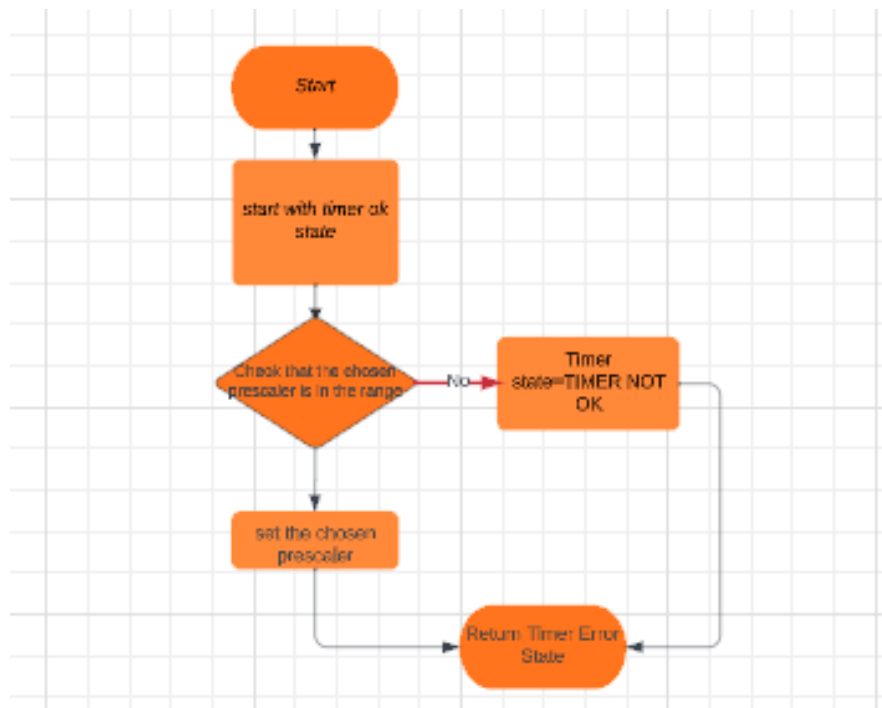 Start
start with timer ok
state
Check that the chosen
prescaler is in the range
No
Timer
state=TIMER NOT
OK
set the chosen
prescaler
Return Timer Error
State